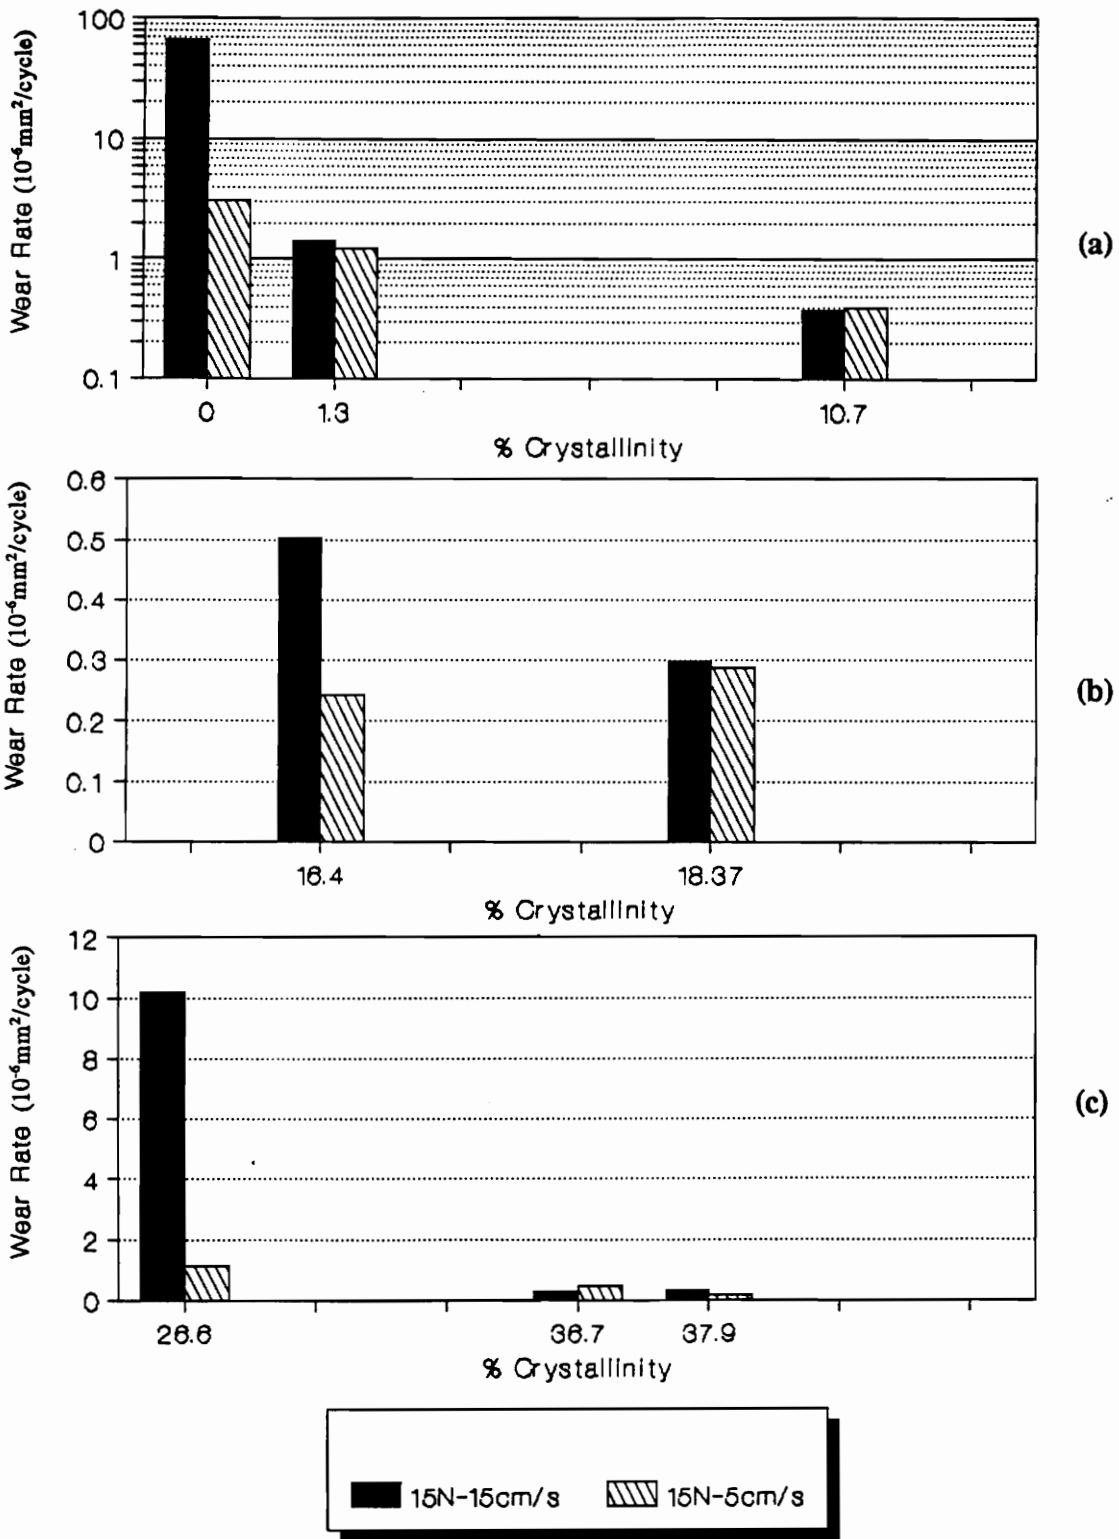 100
10
1
0.1
Wear Rate (10⁻⁶mm²/cycle)
(a)
0 1.3 10.7
% Crystallinity
0.6
0.5
0.4
0.3
0.2
0.1
0
Wear Rate (10⁻⁶mm²/cycle)
(b)
16.4 18.37
% Crystallinity
12
10
8
6
4
2
0
Wear Rate (10⁻⁶mm²/cycle)
(c)
26.6 36.7 37.9
% Crystallinity
15N-15cm/s 15N-5cm/s